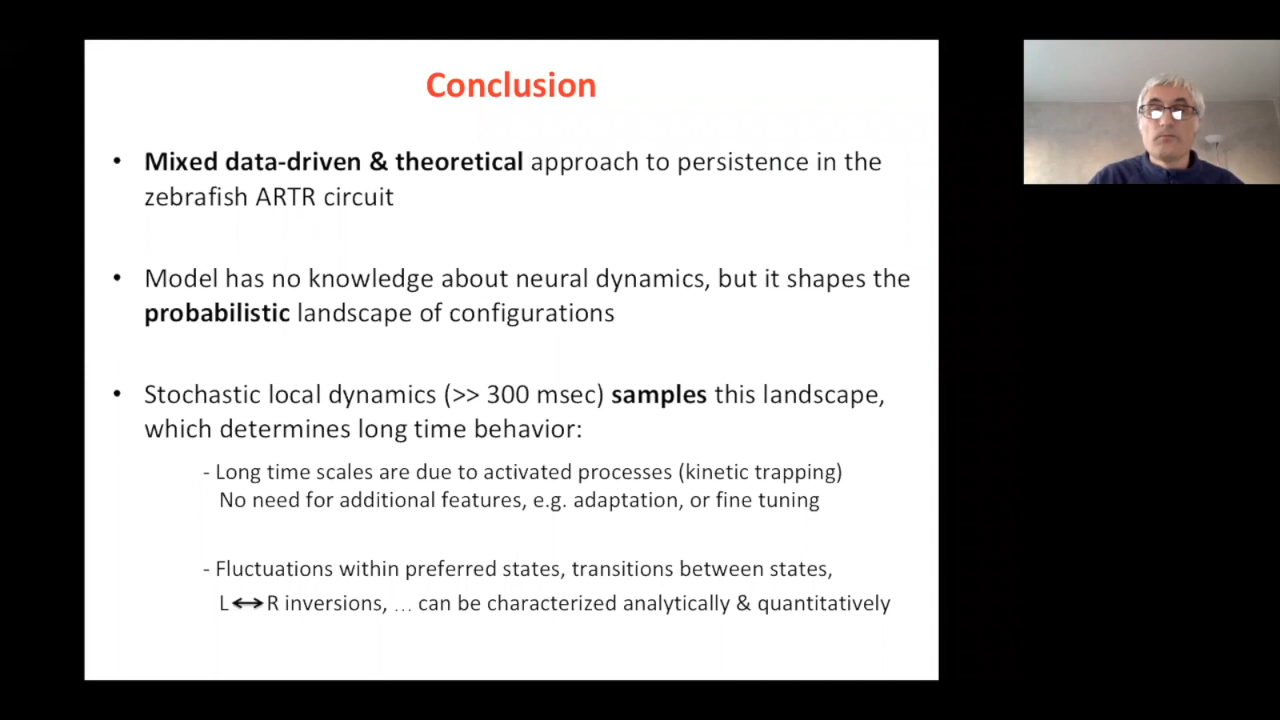 Conclusion
• Mixed data-driven & theoretical approach to persistence in the
zebrafish ARTR circuit
• Model has no knowledge about neural dynamics, but it shapes the
probabilistic landscape of configurations
• Stochastic local dynamics (>> 300 msec) samples this landscape,
which determines long time behavior:
- Long time scales are due to activated processes (kinetic trapping)
No need for additional features, e.g. adaptation, or fine tuning
- Fluctuations within preferred states, transitions between states,
L↔R inversions, … can be characterized analytically & quantitatively